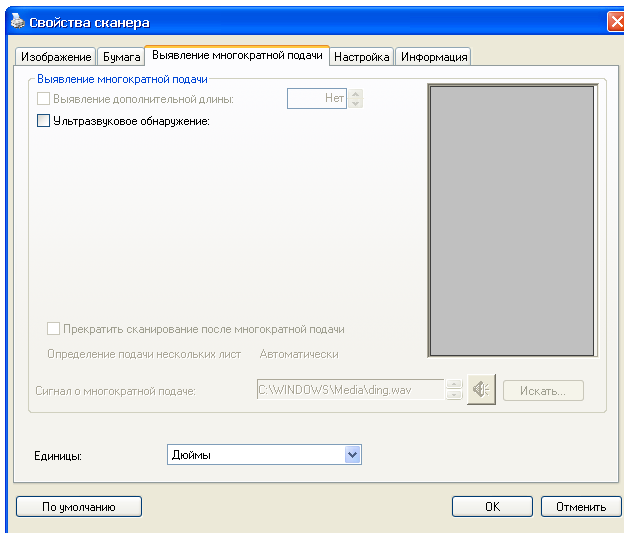 Свойства сканера
Изображение Бумага Выявление многократной подачи Настройка Информация
Выявление многократной подачи
Выявление дополнительной длины: Нет
Ультразвуковое обнаружение:
Прекратить сканирование после многократной подачи
Определение подачи нескольких лист Автоматически
Сигнал о многократной подаче: C:\WINDOWS\Media\ding.wav Искать...
Единицы: Дюймы
По умолчанию OK Отменить